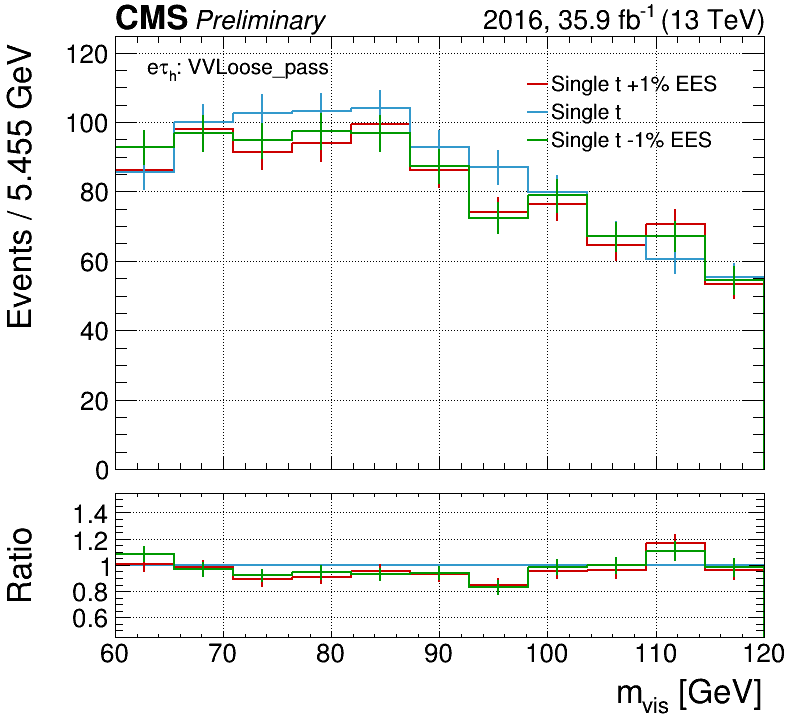 CMS Preliminary 2016, 35.9 fb⁻¹ (13 TeV)
eτh: VVLoose_pass
Single t +1% EES
Single t
Single t -1% EES
Events / 5.455 GeV
120
100
80
60
40
20
0
Ratio
1.4
1.2
1
0.8
0.6
60 70 80 90 100 110 120
mvis [GeV]